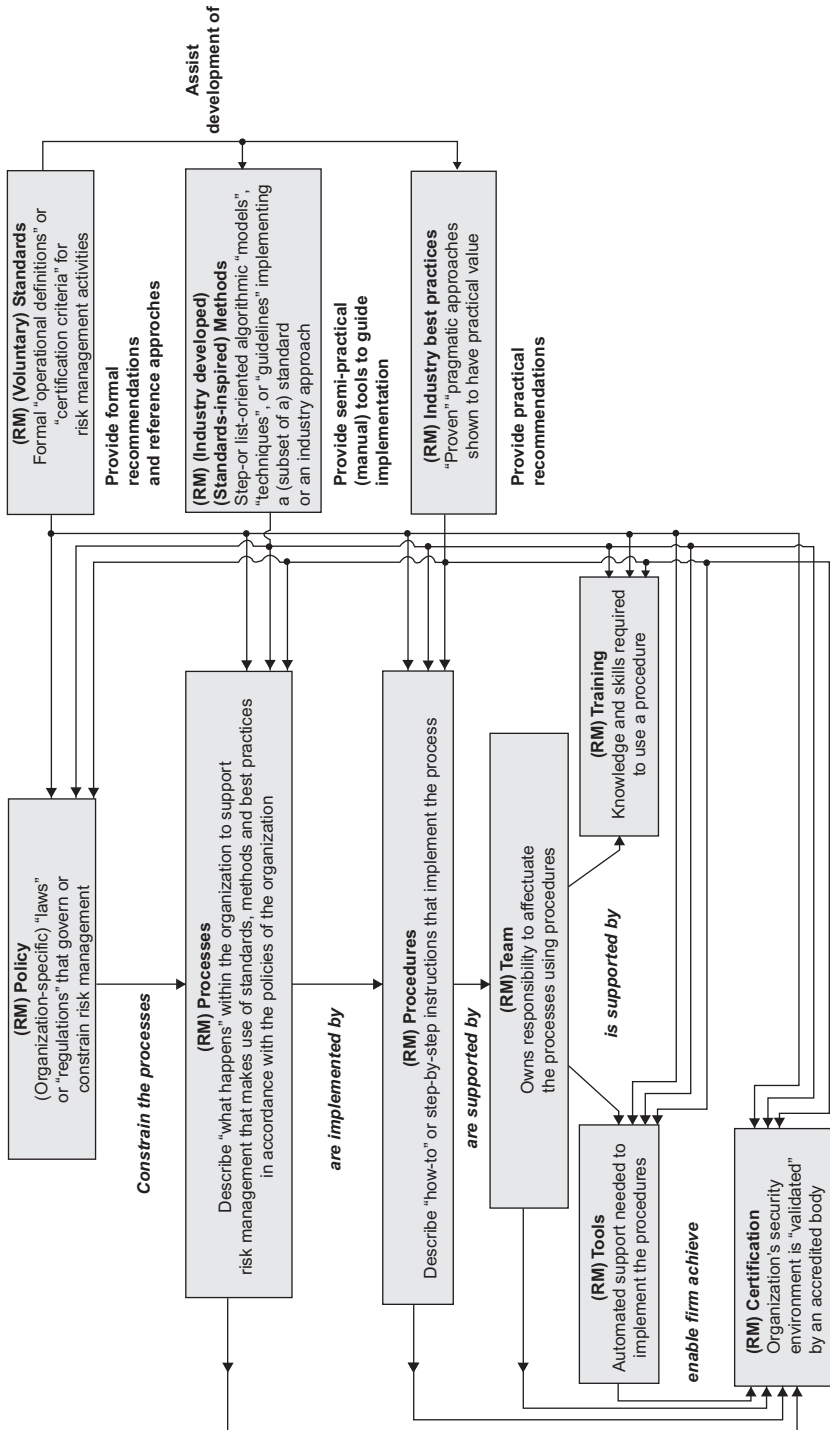 (RM) Policy
(Organization-specific) “laws”
or “regulations” that govern or
constrain risk management
Constrain the processes
(RM) Processes
Describe “what happens” within the organization to support
risk management that makes use of standards, methods and best practices
in accordance with the policies of the organization
are implemented by
(RM) Procedures
Describe “how-to” or step-by-step instructions that implement the process
are supported by
(RM) Team
Owns responsibility to affectuate
the processes using procedures
is supported by
(RM) Tools
Automated support needed to
implement the procedures
(RM) Training
Knowledge and skills required
to use a procedure
enable firm achieve
(RM) Certification
Organization’s security
environment is “validated”
by an accredited body
(RM) (Voluntary) Standards
Formal “operational definitions” or
“certification criteria” for
risk management activities
Provide formal
recommendations
and reference approches
(RM) (Industry developed)
(Standards-inspired) Methods
Step-or list-oriented algorithmic “models”,
“techniques”, or “guidelines” implementing
a (subset of a) standard
or an industry approach
Provide semi-practical
(manual) tools to guide
implementation
(RM) Industry best practices
“Proven” “pragmatic approaches
shown to have practical value
Provide practical
recommendations
Assist
development of